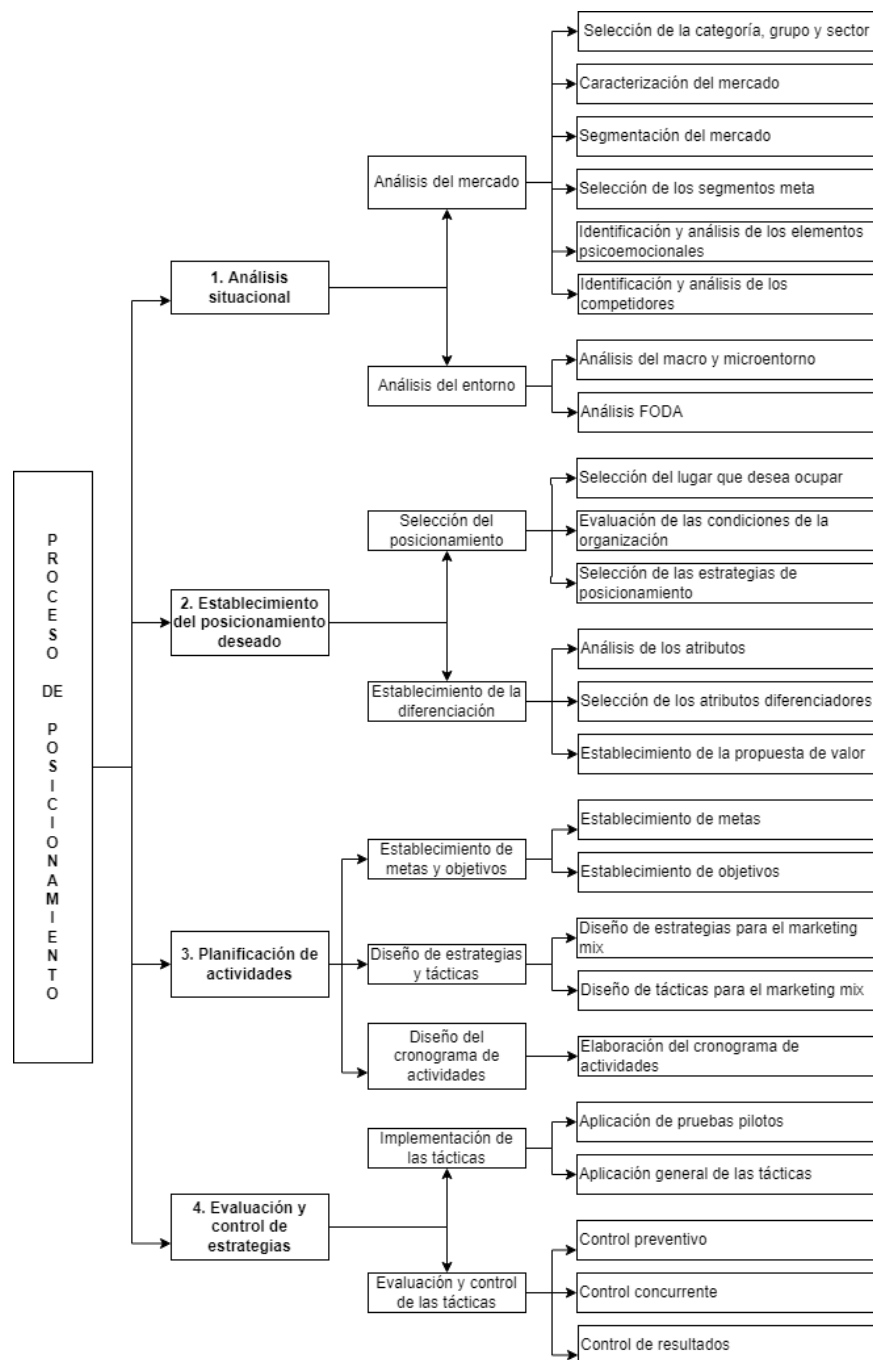 PROCESO DE POSICIONAMIENTO
1. Análisis
situacional
Análisis del mercado
Selección de la categoría, grupo y sector
Caracterización del mercado
Segmentación del mercado
Selección de los segmentos meta
Identificación y análisis de los elementos
psicoemocionales
Identificación y análisis de los
competidores
Análisis del entorno
Análisis del macro y microentorno
Análisis FODA
2. Establecimiento
del posicionamiento
deseado
Selección del
posicionamiento
Selección del lugar que desea ocupar
Evaluación de las condiciones de la
organización
Selección de las estrategias de
posicionamiento
Establecimiento de la
diferenciación
Análisis de los atributos
Selección de los atributos diferenciadores
Establecimiento de la propuesta de valor
3. Planificación de
actividades
Establecimiento de
metas y objetivos
Establecimiento de metas
Establecimiento de objetivos
Diseño de estrategias
y tácticas
Diseño de estrategias para el marketing
mix
Diseño de tácticas para el marketing mix
Diseño del
cronograma de
actividades
Elaboración del cronograma de
actividades
4. Evaluación y
control de
estrategias
Implementación de
las tácticas
Aplicación de pruebas pilotos
Aplicación general de las tácticas
Evaluación y control
de las tácticas
Control preventivo
Control concurrente
Control de resultados